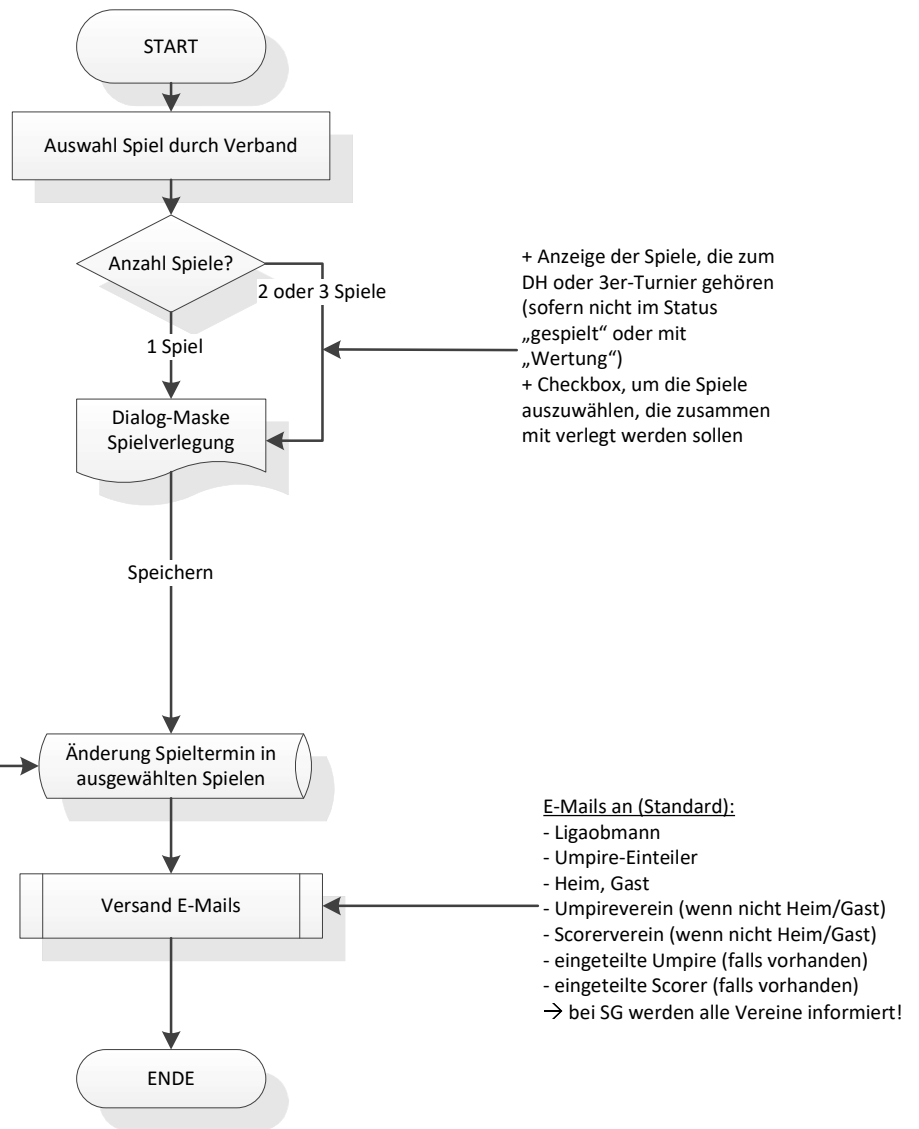 START
Auswahl Spiel durch Verband
Anzahl Spiele?
2 oder 3 Spiele
1 Spiel
+ Anzeige der Spiele, die zum
DH oder 3er-Turnier gehören
(sofern nicht im Status
„gespielt“ oder mit
„Wertung“)
+ Checkbox, um die Spiele
auszuwählen, die zusammen
mit verlegt werden sollen
Dialog-Maske
Spielverlegung
Speichern
Änderung Spieltermin in
ausgewählten Spielen
Versand E-Mails
E-Mails an (Standard):
- Ligaobmann
- Umpire-Einteiler
- Heim, Gast
- Umpireverein (wenn nicht Heim/Gast)
- Scorerverein (wenn nicht Heim/Gast)
- eingeteilte Umpire (falls vorhanden)
- eingeteilte Scorer (falls vorhanden)
→ bei SG werden alle Vereine informiert!
ENDE